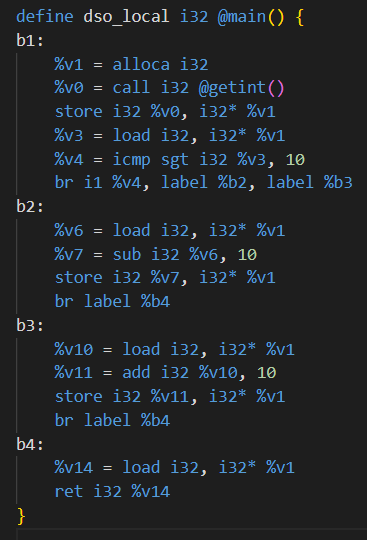 define dso_local i32 @main() {
b1:
    %v1 = alloca i32
    %v0 = call i32 @getint()
    store i32 %v0, i32* %v1
    %v3 = load i32, i32* %v1
    %v4 = icmp sgt i32 %v3, 10
    br i1 %v4, label %b2, label %b3
b2:
    %v6 = load i32, i32* %v1
    %v7 = sub i32 %v6, 10
    store i32 %v7, i32* %v1
    br label %b4
b3:
    %v10 = load i32, i32* %v1
    %v11 = add i32 %v10, 10
    store i32 %v11, i32* %v1
    br label %b4
b4:
    %v14 = load i32, i32* %v1
    ret i32 %v14
}